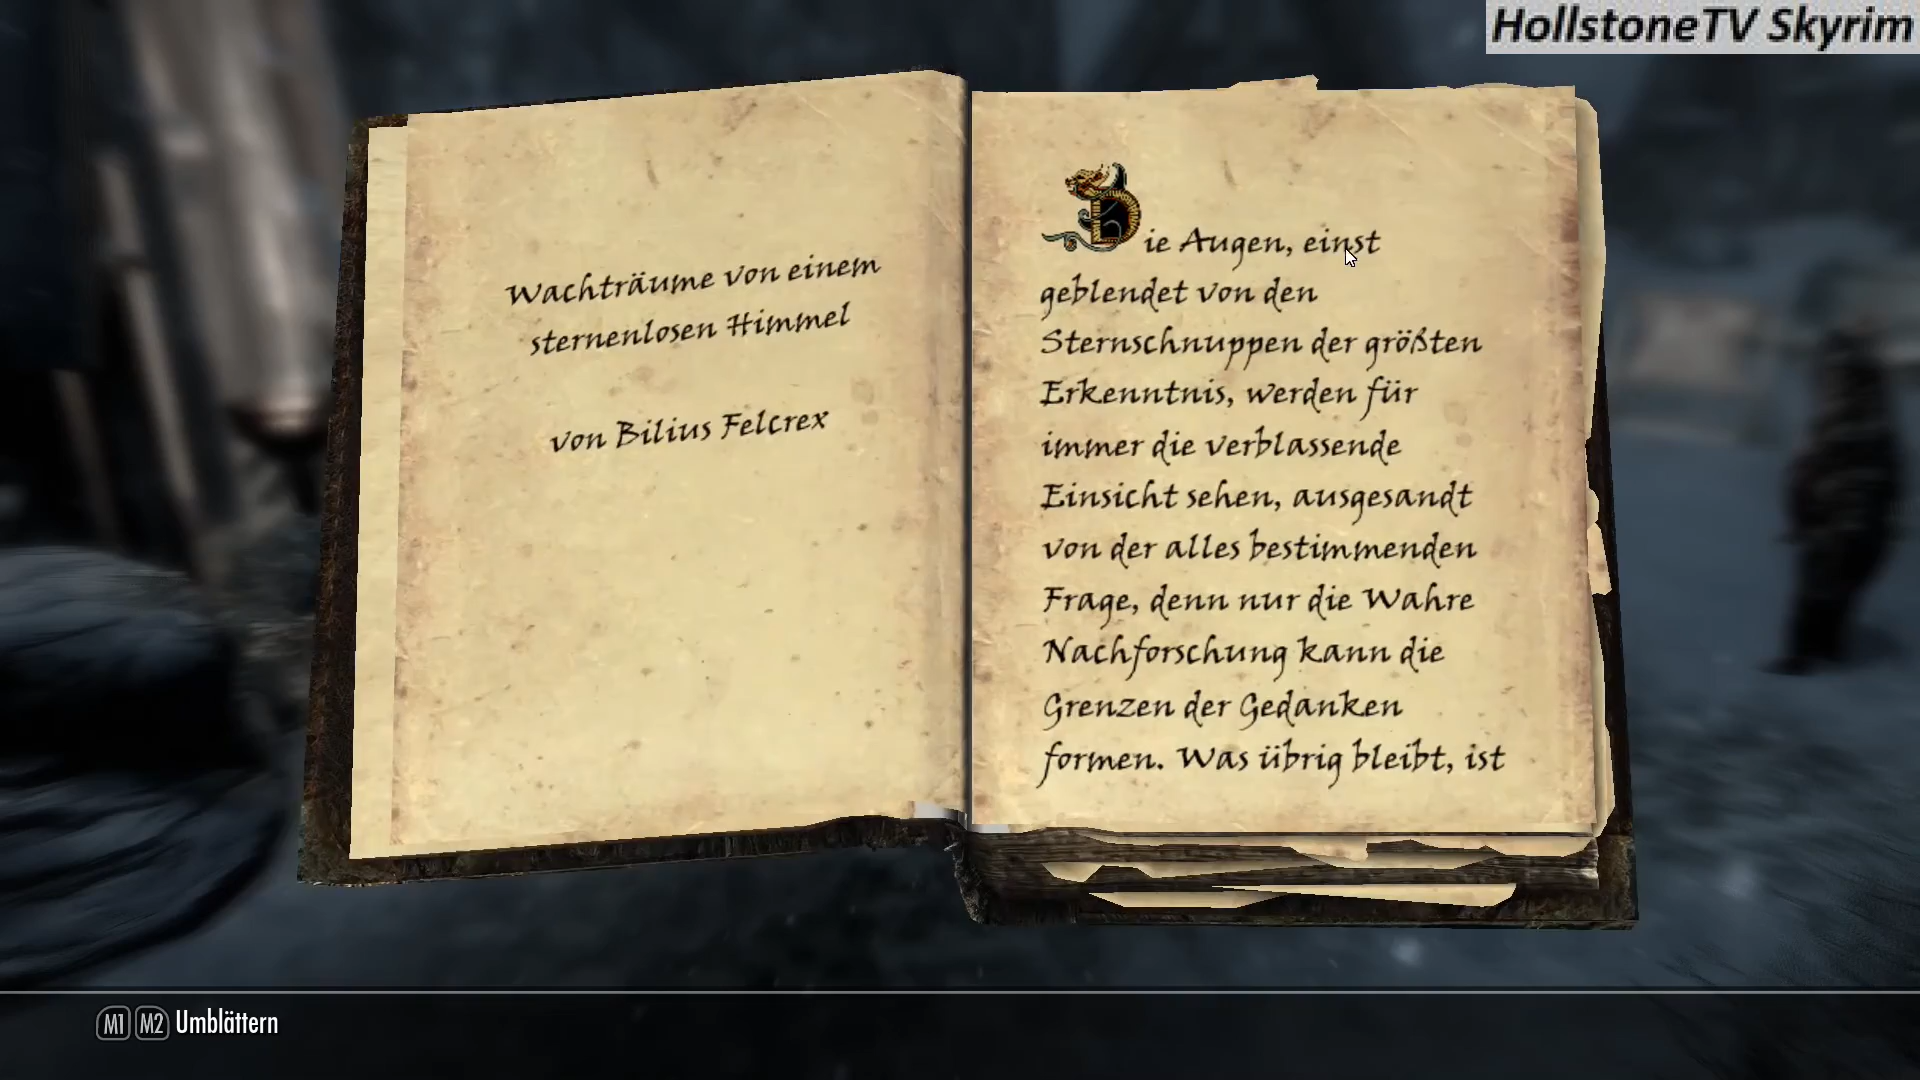 HollstoneTV Skyrim
Wachträume von einem
sternenlosen Himmel
von Bilius Felcrex
Die Augen, einst
geblendet von den
Sternschnuppen der größten
Erkenntnis, werden für
immer die verblassende
Einsicht sehen, ausgesandt
von der alles bestimmenden
Frage, denn nur die Wahre
Nachforschung kann die
Grenzen der Gedanken
formen. Was übrig bleibt, ist
M1 M2 Umblättern